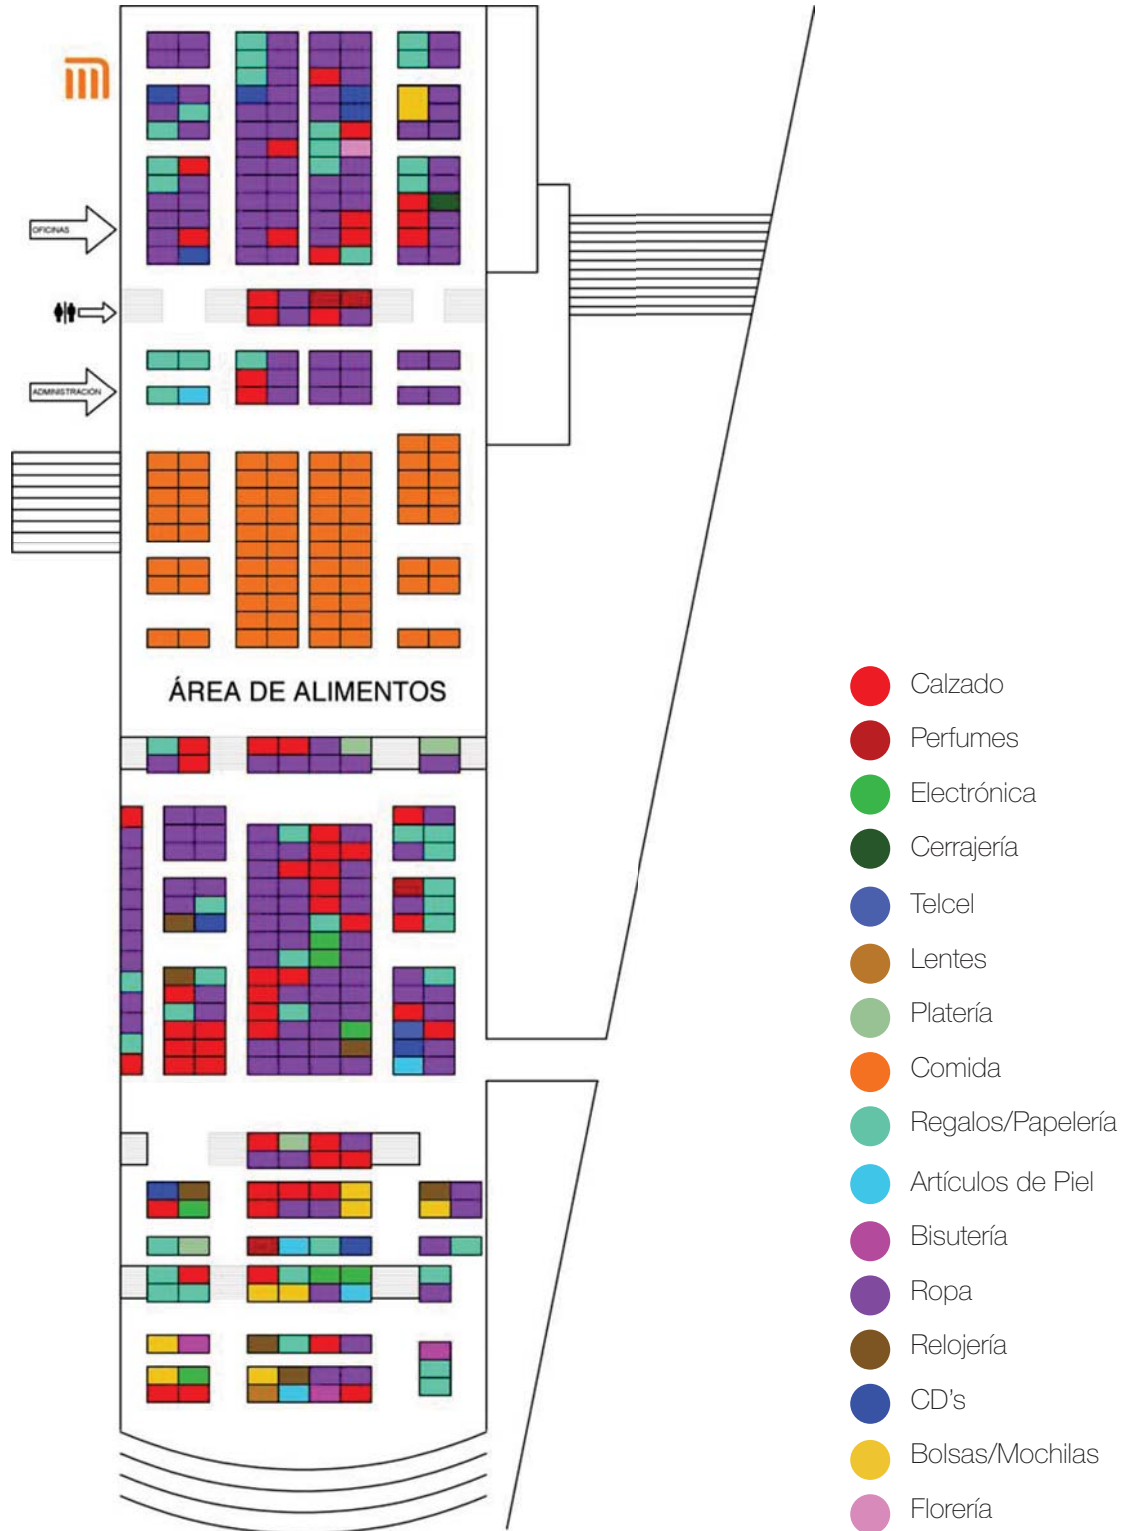 OFICINAS
ADMINISTRACIÓN
ÁREA DE ALIMENTOS
Calzado
Perfumes
Electrónica
Cerrajería
Telcel
Lentes
Platería
Comida
Regalos/Papelería
Artículos de Piel
Bisutería
Ropa
Relojería
CD's
Bolsas/Mochilas
Florería